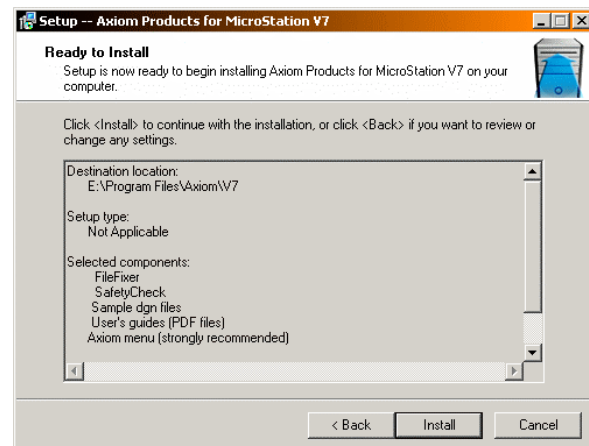 Setup -- Axiom Products for MicroStation V7
Ready to Install
Setup is now ready to begin installing Axiom Products for MicroStation V7 on your
computer.
Click <Install> to continue with the installation, or click <Back> if you want to review or
change any settings.
Destination location:
E:\Program Files\Axiom\V7
Setup type:
Not Applicable
Selected components:
FileFixer
SafetyCheck
Sample dgn files
User's guides (PDF files)
Axiom menu (strongly recommended)
< Back
Install
Cancel